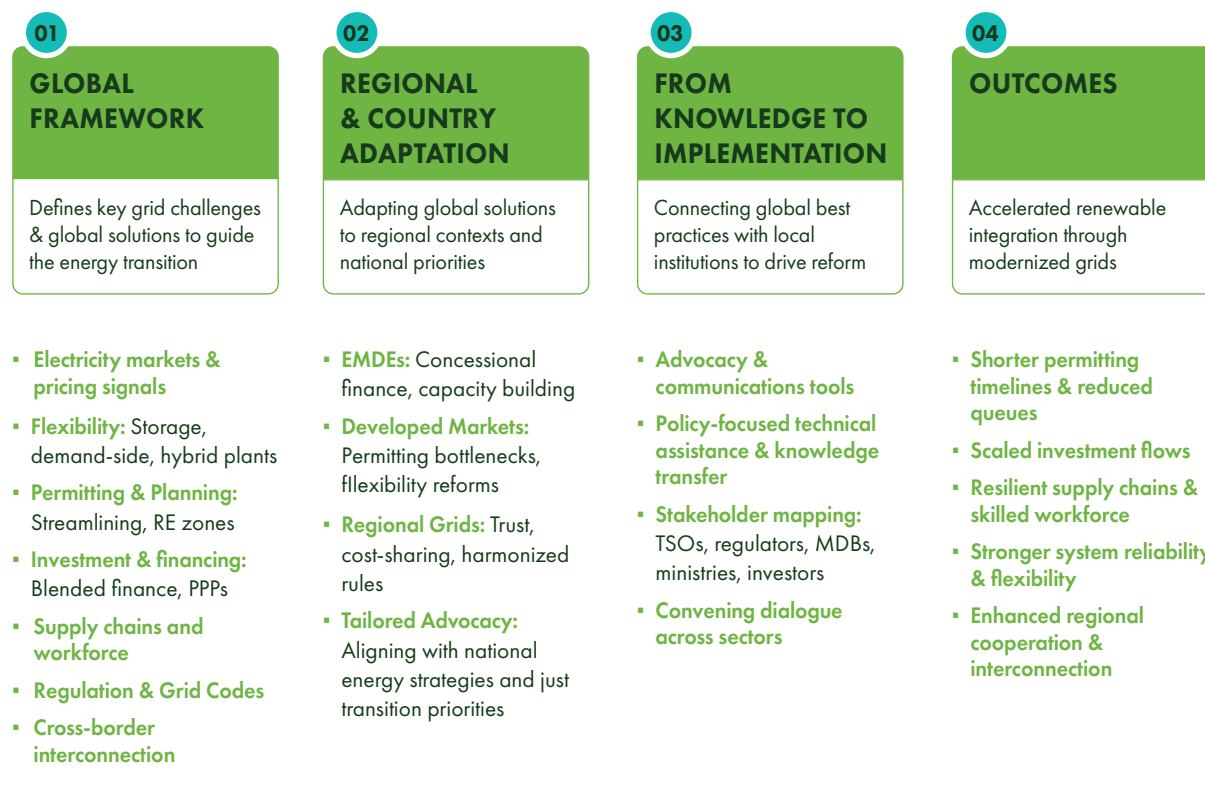 01
GLOBAL
FRAMEWORK
Defines key grid challenges
& global solutions to guide
the energy transition
▪ Electricity markets &
pricing signals
▪ Flexibility: Storage,
demand-side, hybrid plants
▪ Permitting & Planning:
Streamlining, RE zones
▪ Investment & financing:
Blended finance, PPPs
▪ Supply chains and
workforce
▪ Regulation & Grid Codes
▪ Cross-border
interconnection
02
REGIONAL
& COUNTRY
ADAPTATION
Adapting global solutions
to regional contexts and
national priorities
▪ EMDEs: Concessional
finance, capacity building
▪ Developed Markets:
Permitting bottlenecks,
fllexibility reforms
▪ Regional Grids: Trust,
cost-sharing, harmonized
rules
▪ Tailored Advocacy:
Aligning with national
energy strategies and just
transition priorities
03
FROM
KNOWLEDGE TO
IMPLEMENTATION
Connecting global best
practices with local
institutions to drive reform
▪ Advocacy &
communications tools
▪ Policy-focused technical
assistance & knowledge
transfer
▪ Stakeholder mapping:
TSOs, regulators, MDBs,
ministries, investors
▪ Convening dialogue
across sectors
04
OUTCOMES
Accelerated renewable
integration through
modernized grids
▪ Shorter permitting
timelines & reduced
queues
▪ Scaled investment flows
▪ Resilient supply chains &
skilled workforce
▪ Stronger system reliability
& flexibility
▪ Enhanced regional
cooperation &
interconnection